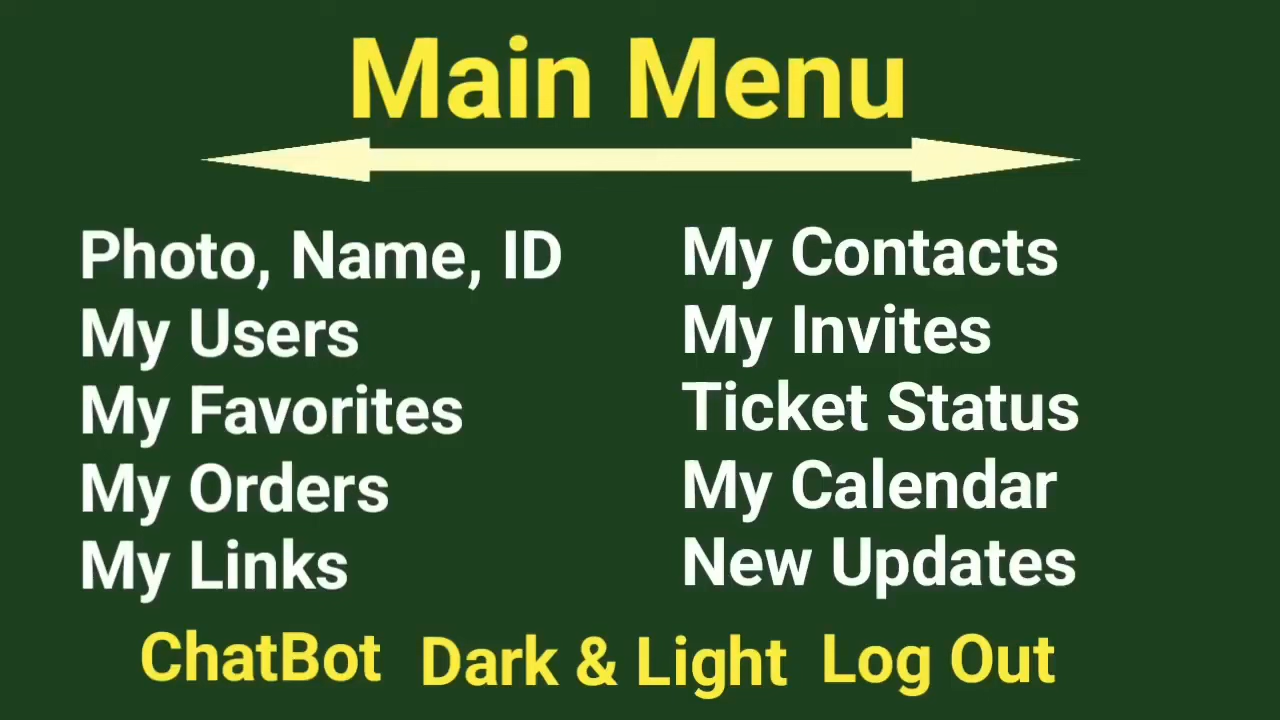 Main Menu
Photo, Name, ID
My Users
My Favorites
My Orders
My Links
My Contacts
My Invites
Ticket Status
My Calendar
New Updates
ChatBot Dark & Light Log Out